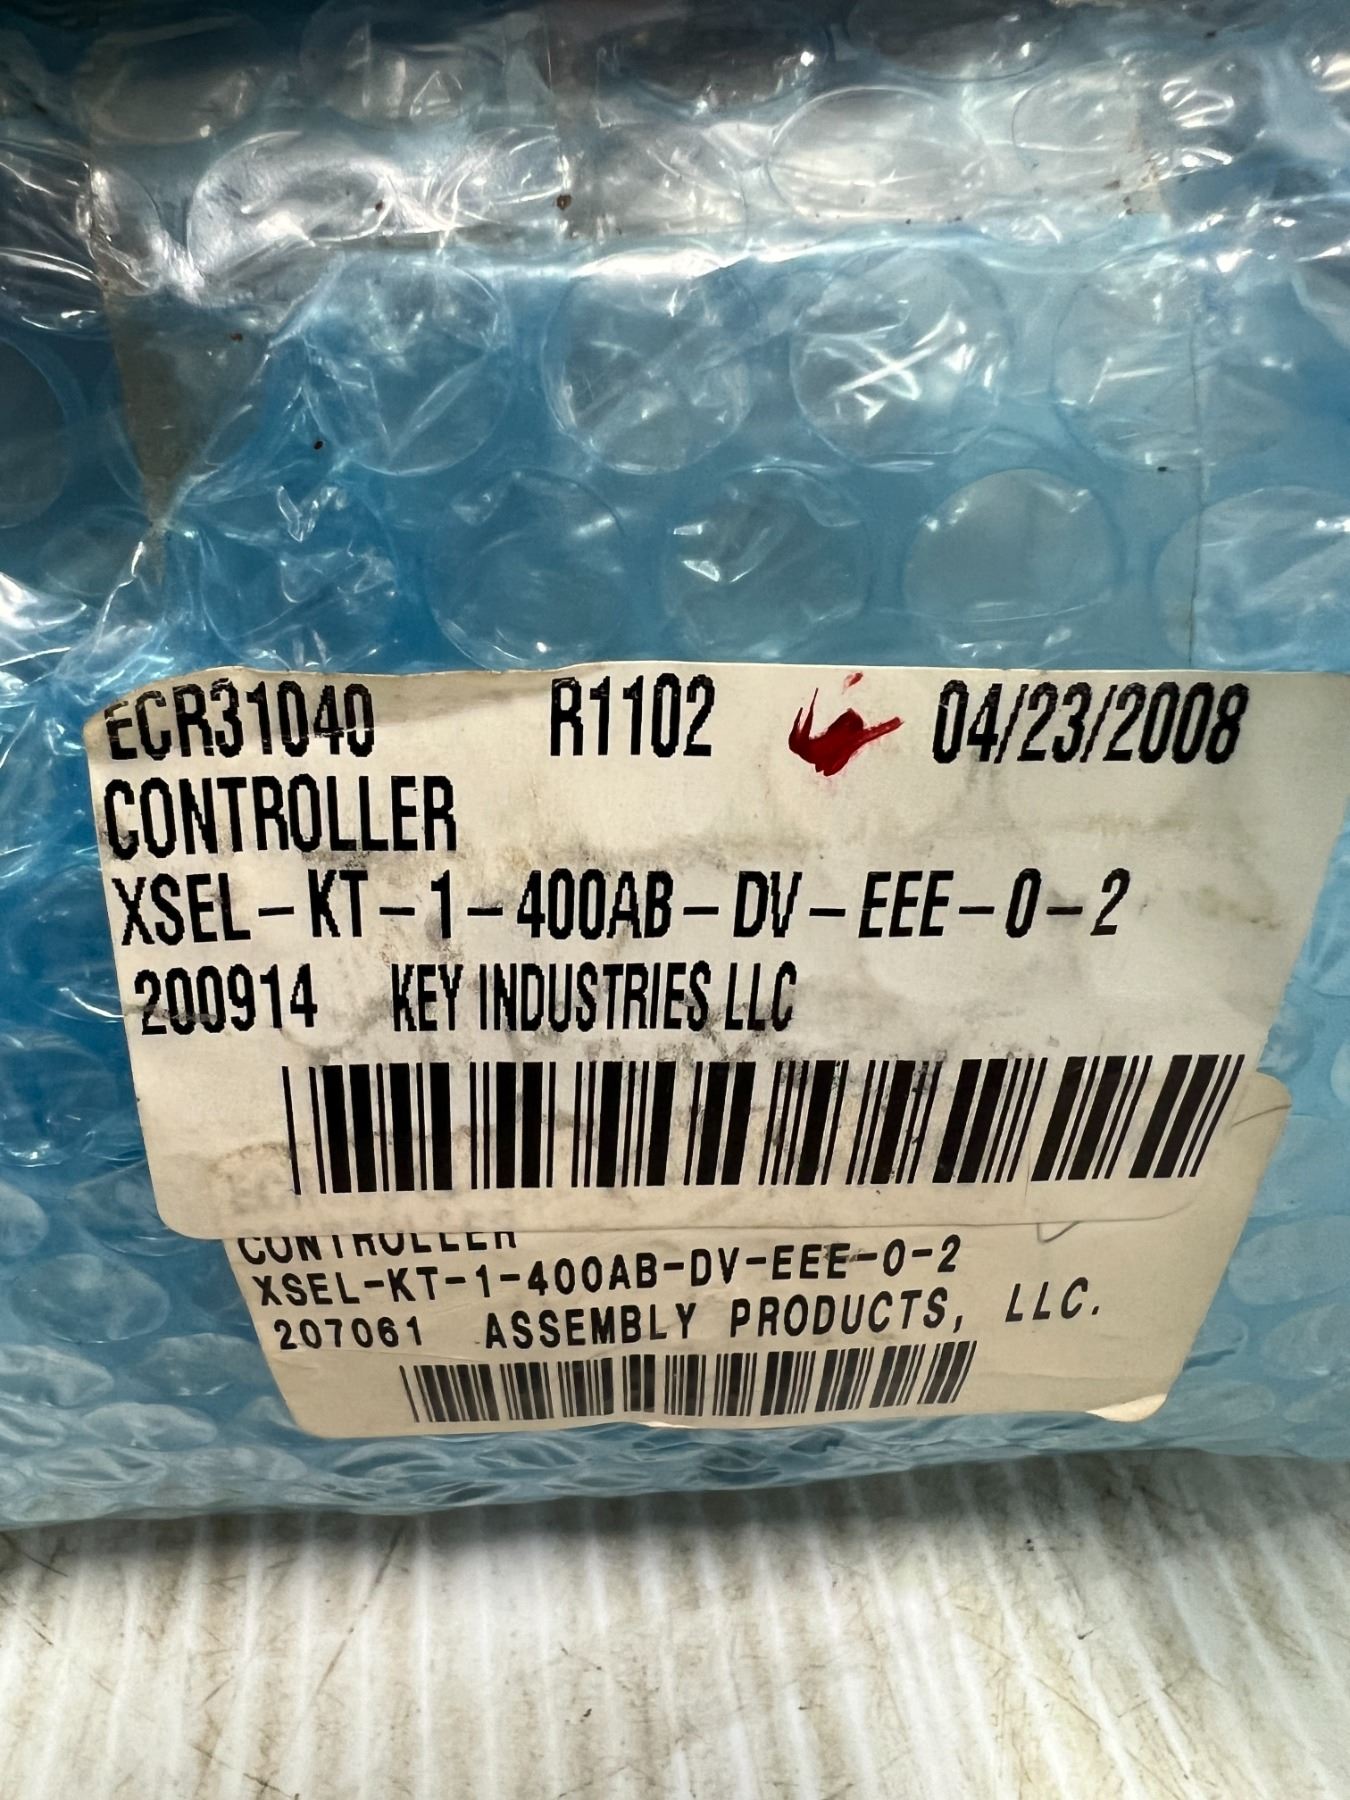 ECR31040 R1102 04/23/2008
CONTROLLER
XSEL-KT-1-400AB-DV-EEE-0-2
200914 KEY INDUSTRIES LLC
CONTROLLER
XSEL-KT-1-400AB-DV-EEE-0-2
207061 ASSEMBLY PRODUCTS, LLC.